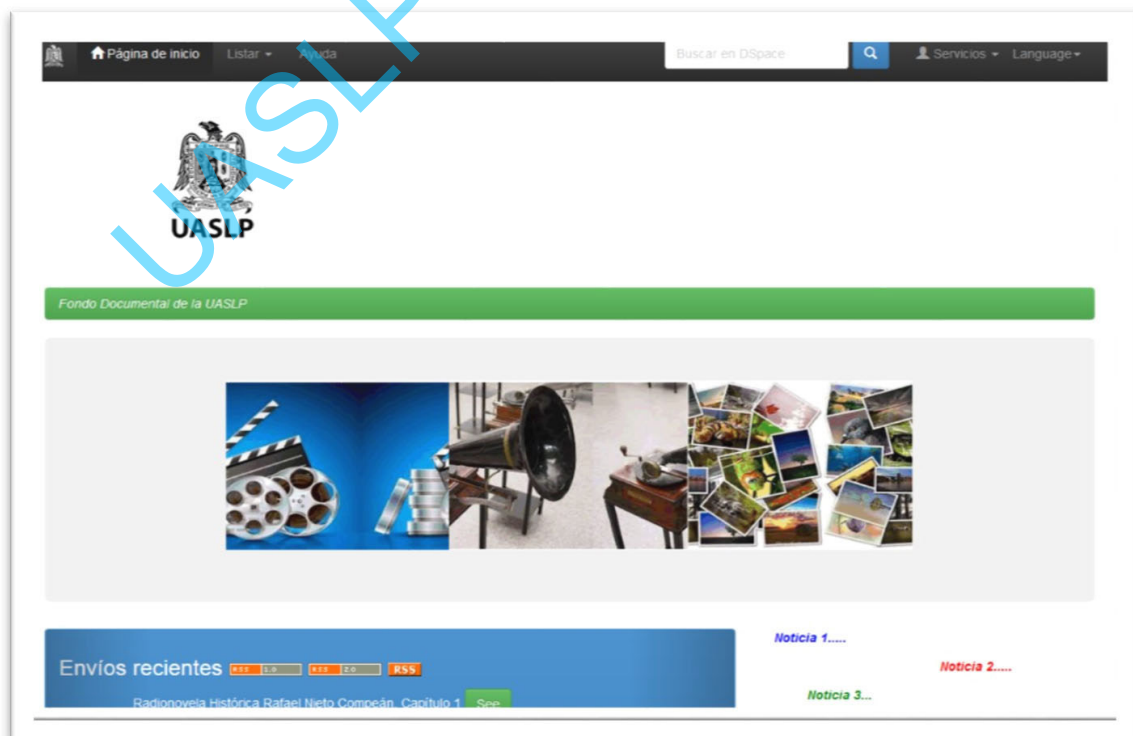 Página de inicio Listar Ayuda Buscar en DSpace Servicios Language
UASLP
UASLP
Fondo Documental de la UASLP
Noticia 1.....
Envíos recientes RSS 1.0 RSS 2.0 RSS
Noticia 2.....
Radionovela Histórica Rafael Nieto Compeán. Capítulo 1 See
Noticia 3...